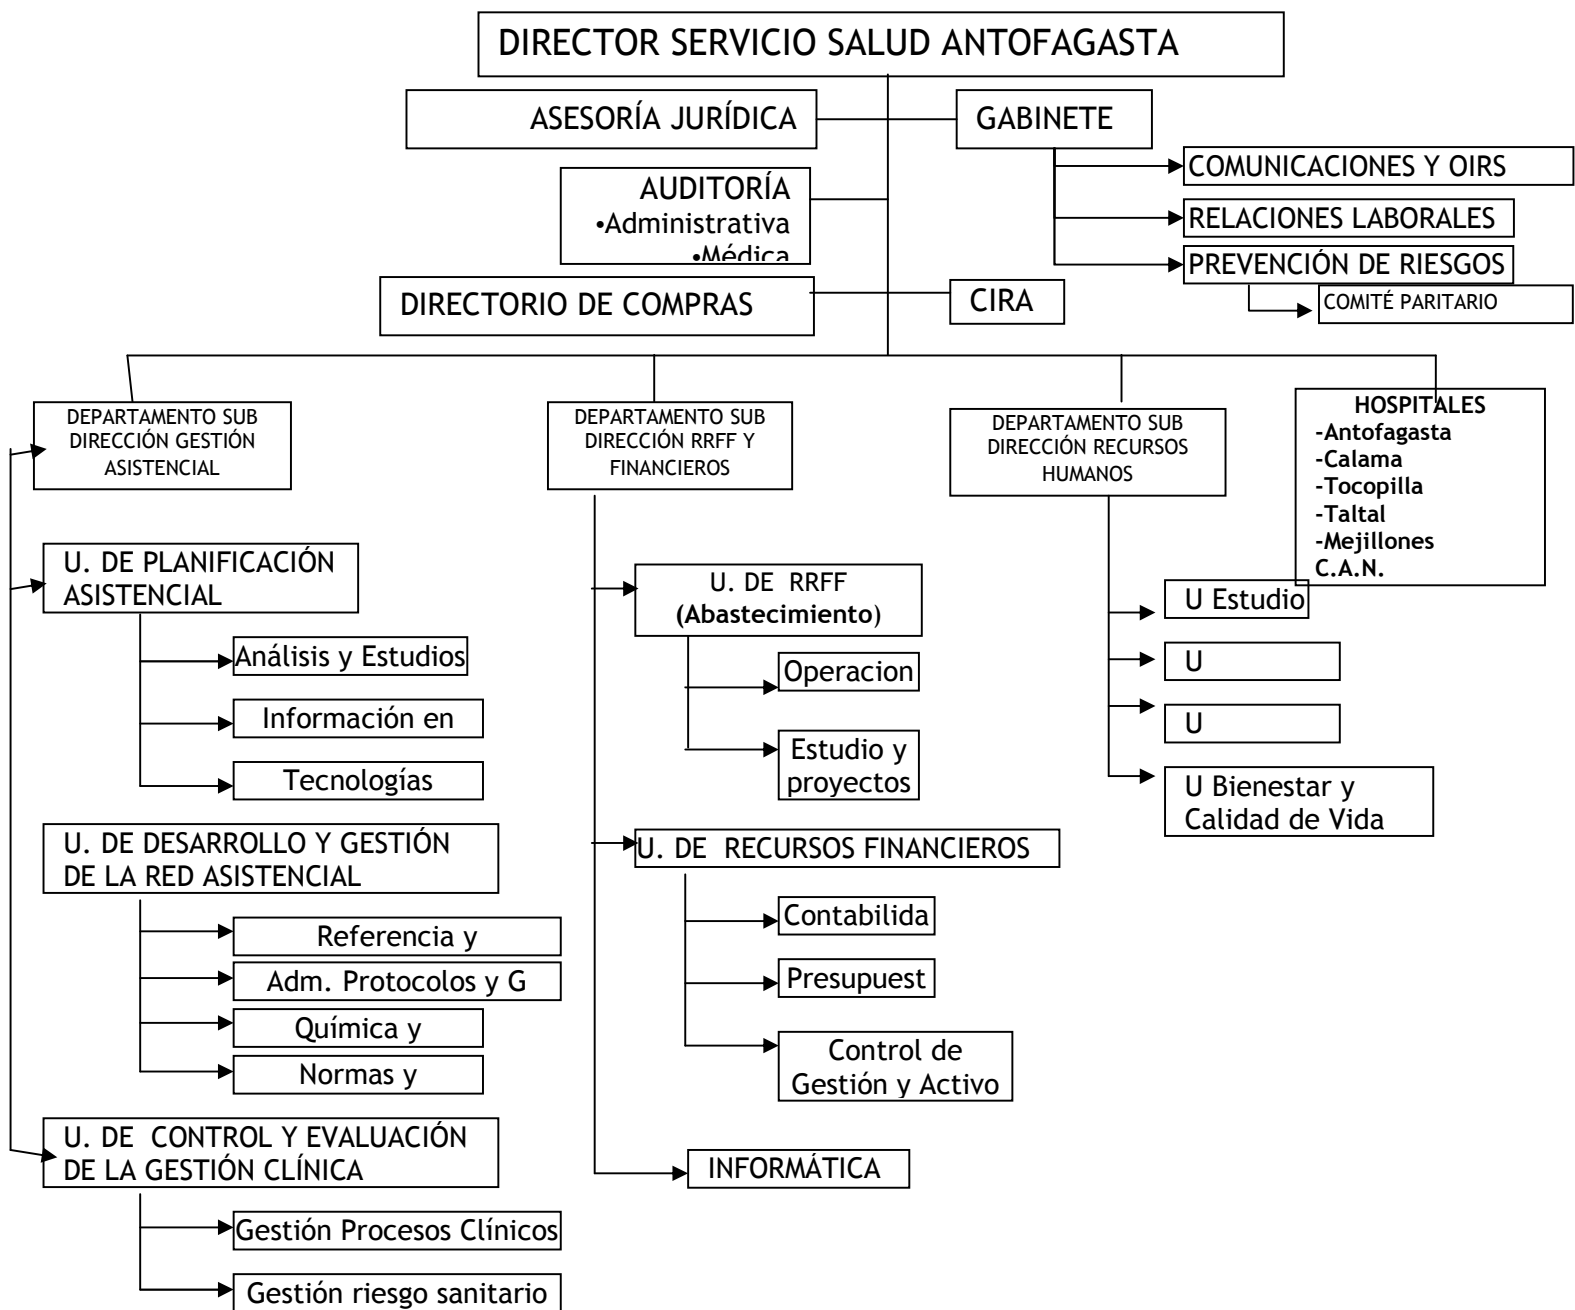 DIRECTOR SERVICIO SALUD ANTOFAGASTA
ASESORÍA JURÍDICA
GABINETE
COMUNICACIONES Y OIRS
RELACIONES LABORALES
PREVENCIÓN DE RIESGOS
COMITÉ PARITARIO
AUDITORÍA
•Administrativa
•Médica
DIRECTORIO DE COMPRAS
CIRA
DEPARTAMENTO SUB
DIRECCIÓN GESTIÓN
ASISTENCIAL
U. DE PLANIFICACIÓN
ASISTENCIAL
Análisis y Estudios
Información en
Tecnologías
U. DE DESARROLLO Y GESTIÓN
DE LA RED ASISTENCIAL
Referencia y
Adm. Protocolos y G
Química y
Normas y
U. DE CONTROL Y EVALUACIÓN
DE LA GESTIÓN CLÍNICA
Gestión Procesos Clínicos
Gestión riesgo sanitario
DEPARTAMENTO SUB
DIRECCIÓN RRFF Y
FINANCIEROS
U. DE RRFF
(Abastecimiento)
Operacion
Estudio y
proyectos
U. DE RECURSOS FINANCIEROS
Contabilida
Presupuest
Control de
Gestión y Activo
INFORMÁTICA
DEPARTAMENTO SUB
DIRECCIÓN RECURSOS
HUMANOS
U Estudio
U
U
U Bienestar y
Calidad de Vida
HOSPITALES
-Antofagasta
-Calama
-Tocopilla
-Taltal
-Mejillones
C.A.N.